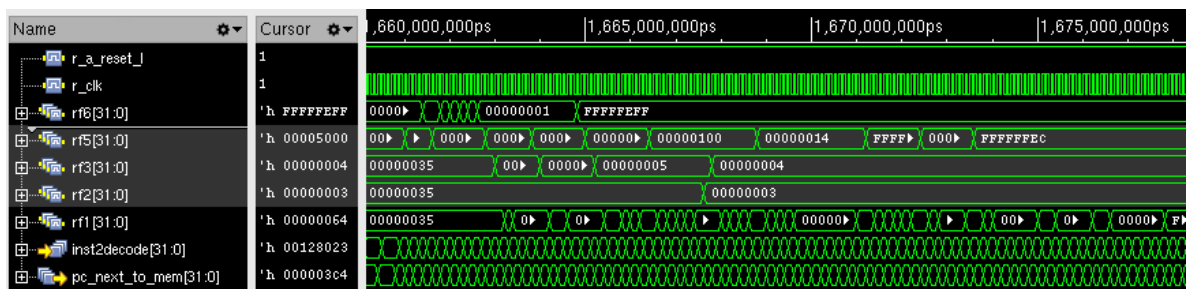 Name Cursor 1,660,000,000ps 1,665,000,000ps 1,670,000,000ps 1,675,000,000ps
r_a_reset_l 1
r_clk 1
rf6[31:0] 'h FFFFFEFF 0000 00000001 FFFFFEFF
rf5[31:0] 'h 00005000 00 000 000 000 00000 00000100 00000014 FFFF 000 FFFFFFEC
rf3[31:0] 'h 00000004 00000035 00 0000 00000005 00000004
rf2[31:0] 'h 00000003 00000035 00000003
rf1[31:0] 'h 00000064 00000035 0 0 00000 00 0 0000 F
inst2decode[31:0] 'h 00128023
pc_next_to_mem[31:0] 'h 000003c4